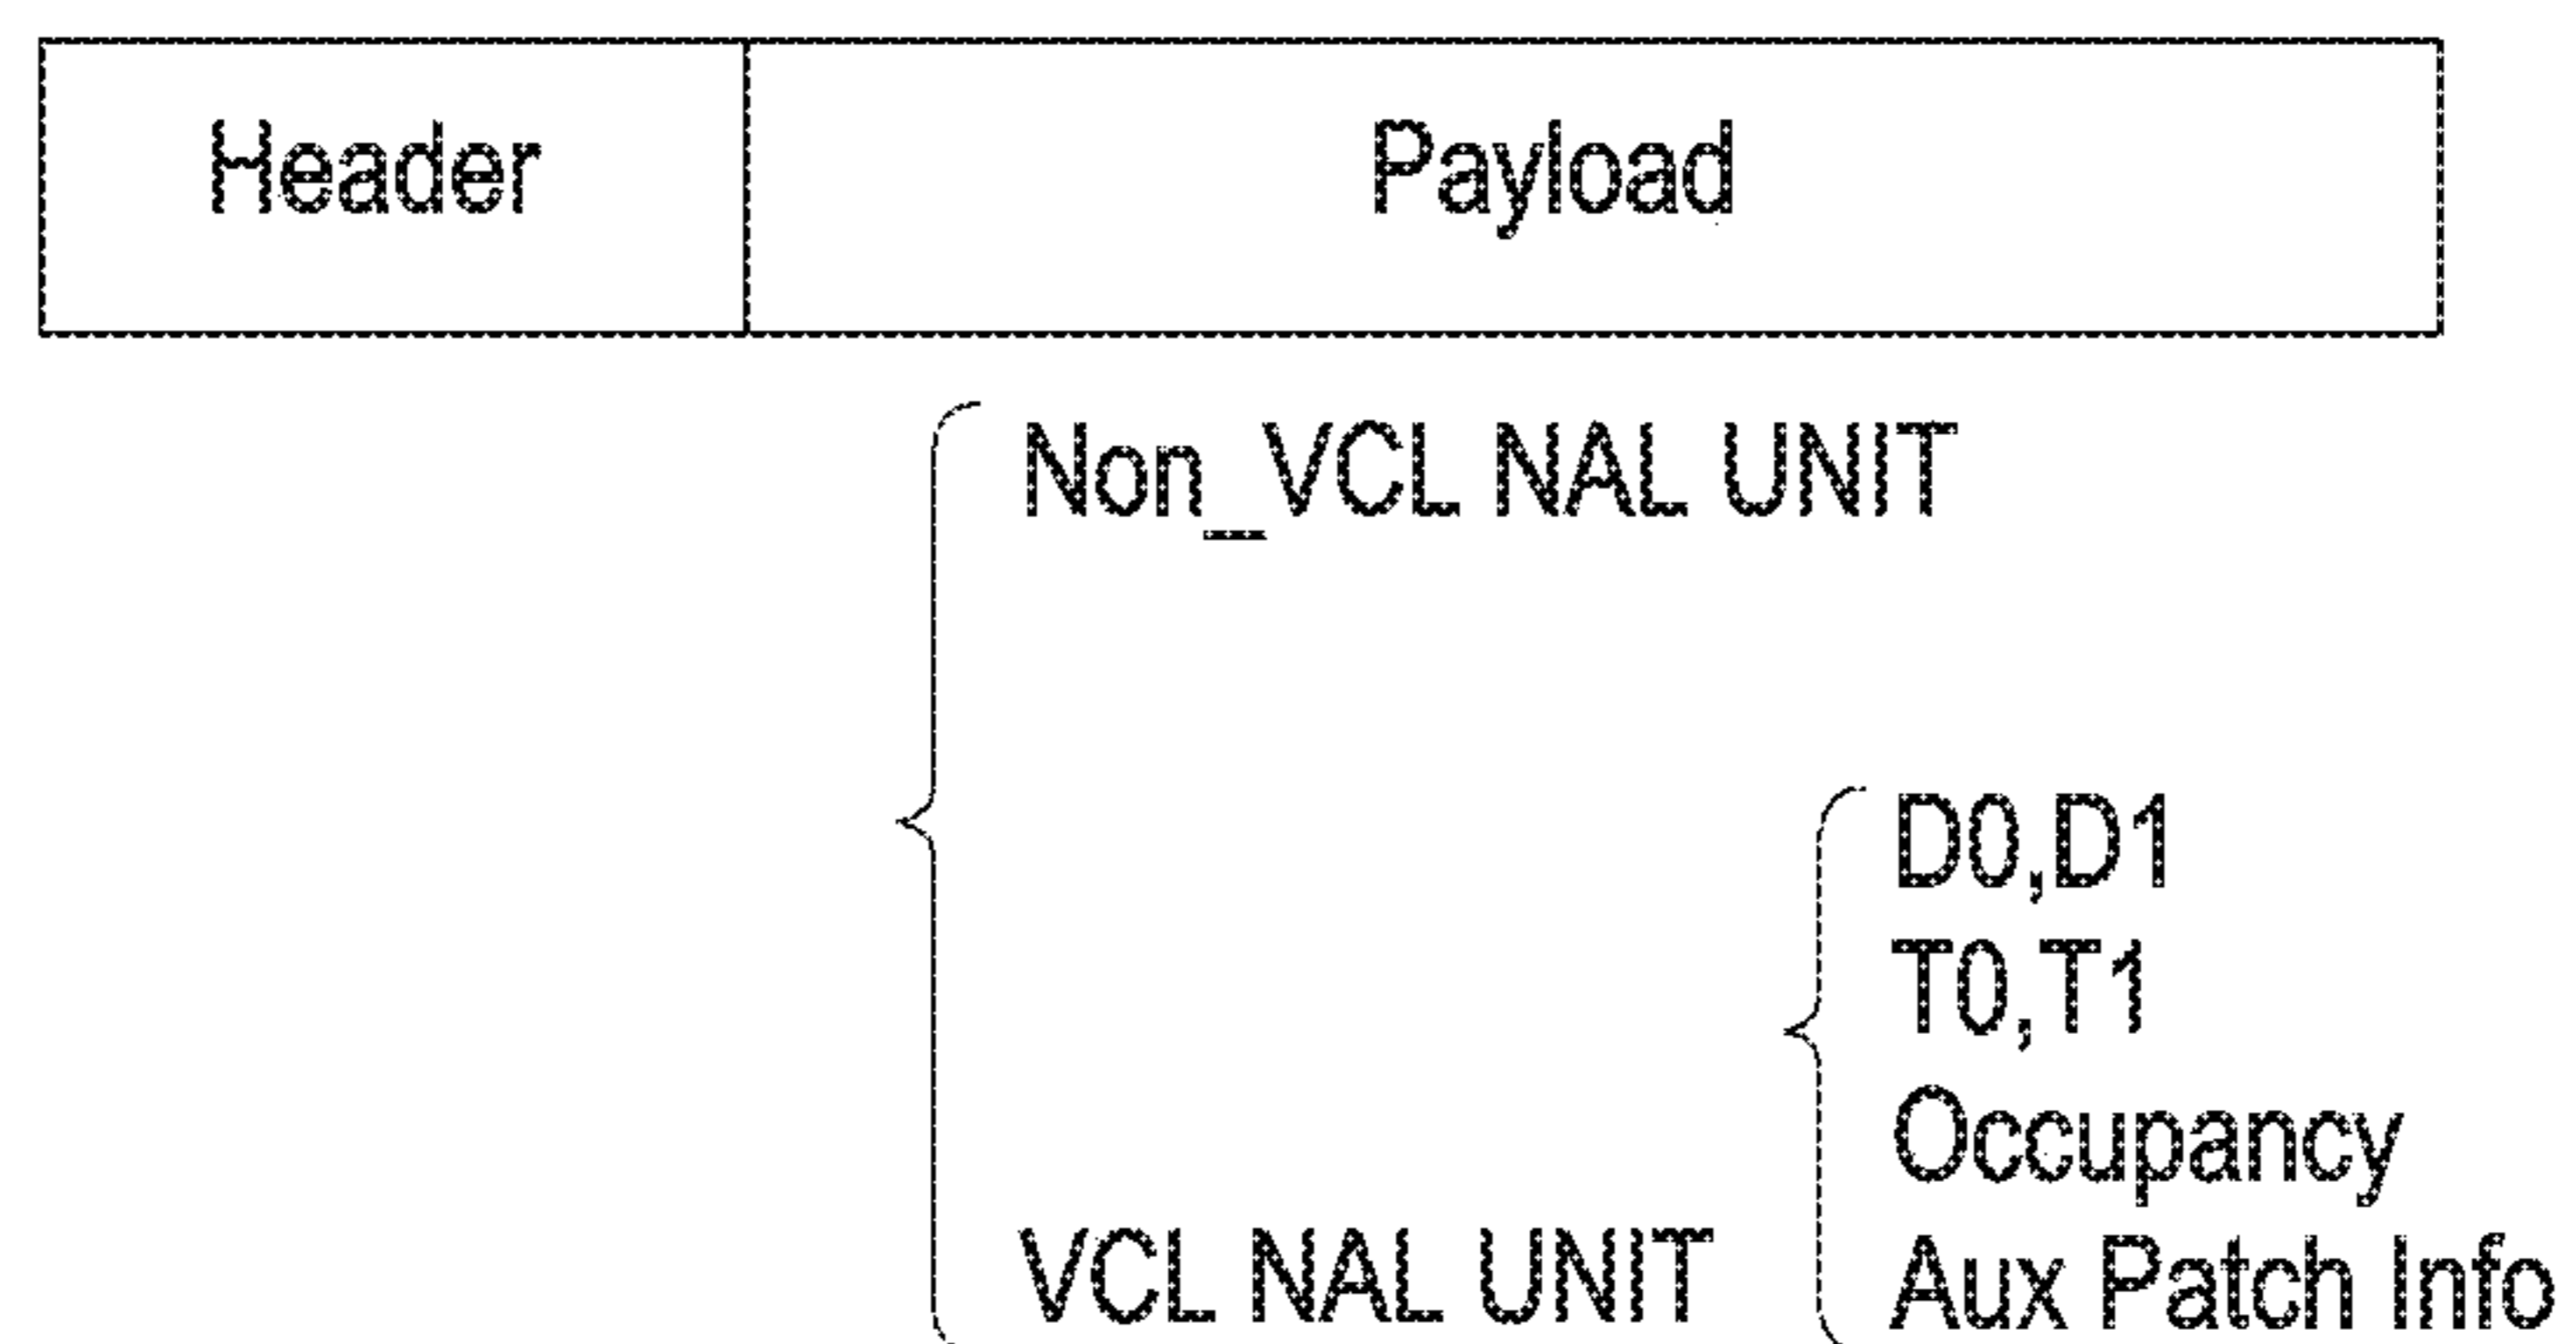 Header Payload
Non_VCL NAL UNIT
D0,D1
T0,T1
Occupancy
VCL NAL UNIT Aux Patch Info